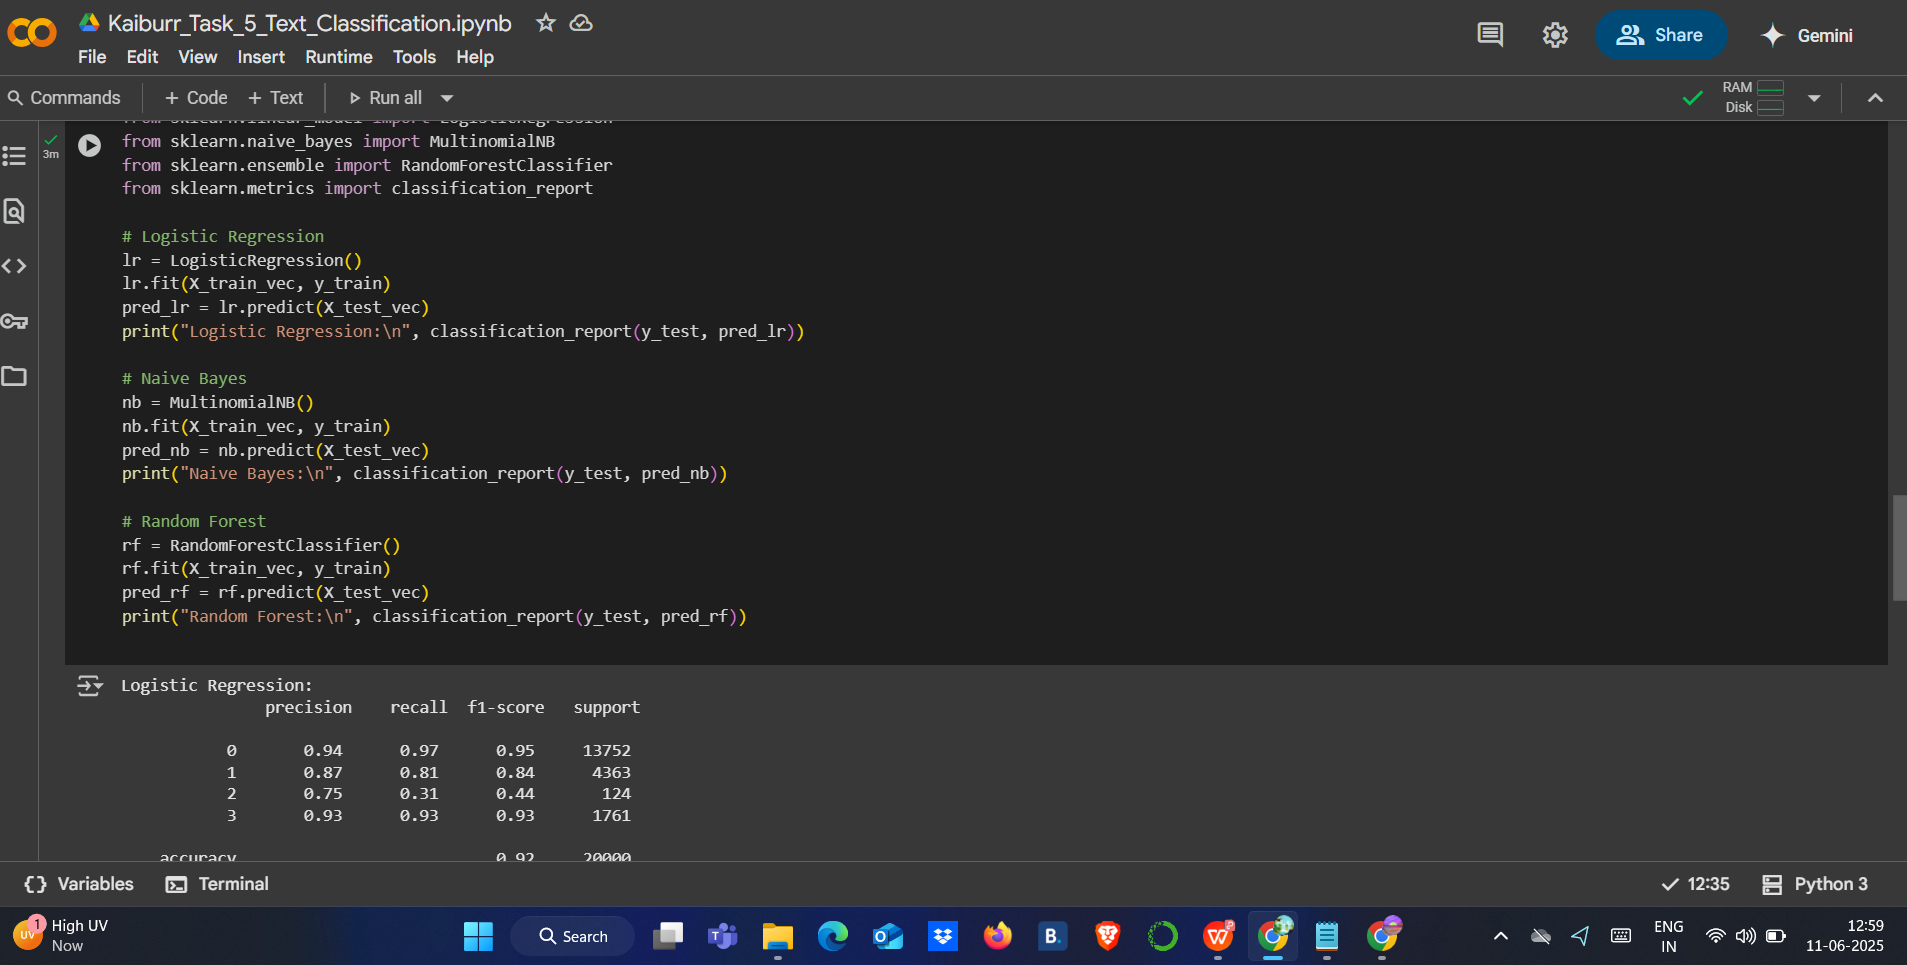 Kaiburr_Task_5_Text_Classification.ipynb
File Edit View Insert Runtime Tools Help
Share
Gemini
Commands + Code + Text Run all
RAM
Disk
3m
from sklearn.linear_model import LogisticRegression
from sklearn.naive_bayes import MultinomialNB
from sklearn.ensemble import RandomForestClassifier
from sklearn.metrics import classification_report
# Logistic Regression
lr = LogisticRegression()
lr.fit(X_train_vec, y_train)
pred_lr = lr.predict(X_test_vec)
print("Logistic Regression:\n", classification_report(y_test, pred_lr))
# Naive Bayes
nb = MultinomialNB()
nb.fit(X_train_vec, y_train)
pred_nb = nb.predict(X_test_vec)
print("Naive Bayes:\n", classification_report(y_test, pred_nb))
# Random Forest
rf = RandomForestClassifier()
rf.fit(X_train_vec, y_train)
pred_rf = rf.predict(X_test_vec)
print("Random Forest:\n", classification_report(y_test, pred_rf))
Logistic Regression:
precision recall f1-score support
0 0.94 0.97 0.95 13752
1 0.87 0.81 0.84 4363
2 0.75 0.31 0.44 124
3 0.93 0.93 0.93 1761
accuracy 0.92 20000
{} Variables Terminal
12:35 Python 3
UV 1
High UV
Now
Search
ENG
IN
12:59
11-06-2025